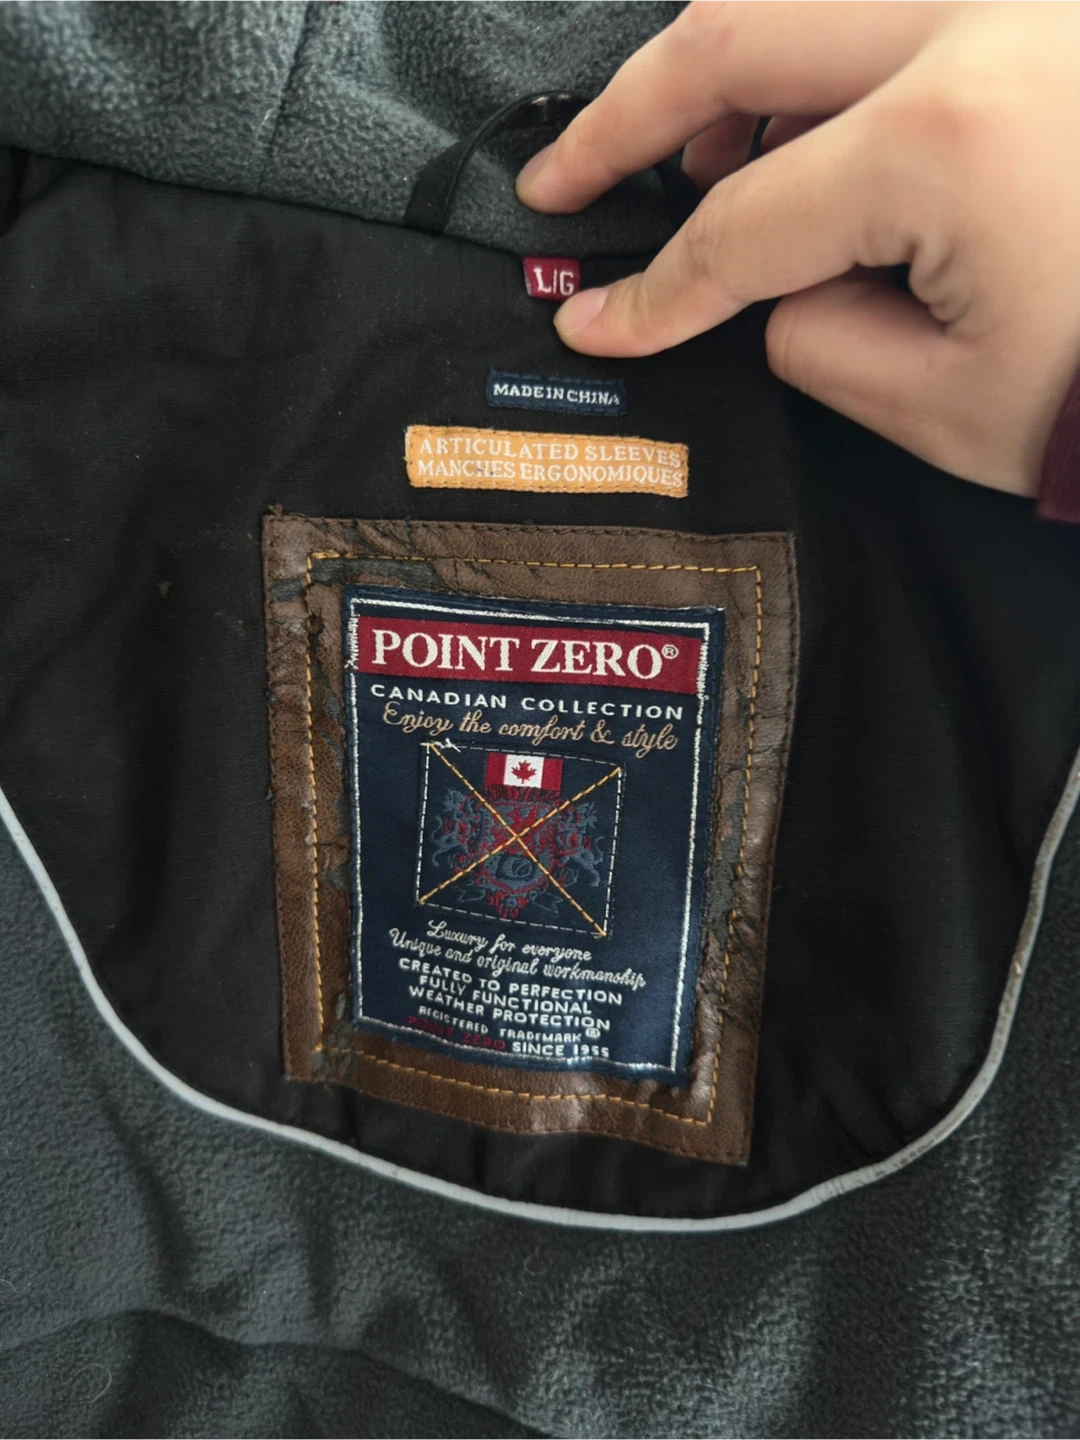 L/G
MADE IN CHINA
ARTICULATED SLEEVES
MANCHES ERGONOMIQUES
POINT ZERO®
CANADIAN COLLECTION
Enjoy the comfort & style
Luxury for everyone
Unique and original workmanship
CREATED TO PERFECTION
FULLY FUNCTIONAL
WEATHER PROTECTION
REGISTERED TRADEMARK®
POINT ZERO SINCE 1955